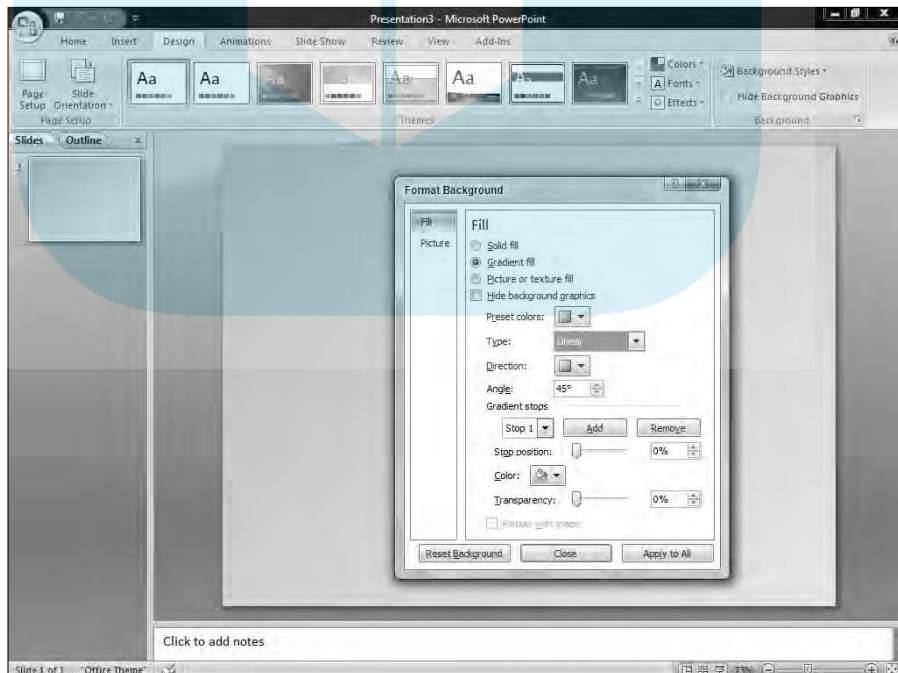 Presentation3 - Microsoft PowerPoint
Home Insert Design Animations Slide Show Review View Add-Ins
Page Setup
Slide Orientation
Page Setup
Aa Aa Aa Aa Aa Aa Aa
Themes
Colors
Fonts
Effects
Background Styles
Hide Background Graphics
Background
Slides Outline
1
Format Background
Fill
Picture
Fill
Solid fill
Gradient fill
Picture or texture fill
Hide background graphics
Preset colors:
Type: Linear
Direction:
Angle: 45°
Gradient stops
Stop 1 Add Remove
Stop position: 0%
Color:
Transparency: 0%
Rotate with shape
Reset Background Close Apply to All
Click to add notes
Slide 1 of 1 "Office Theme" 73%